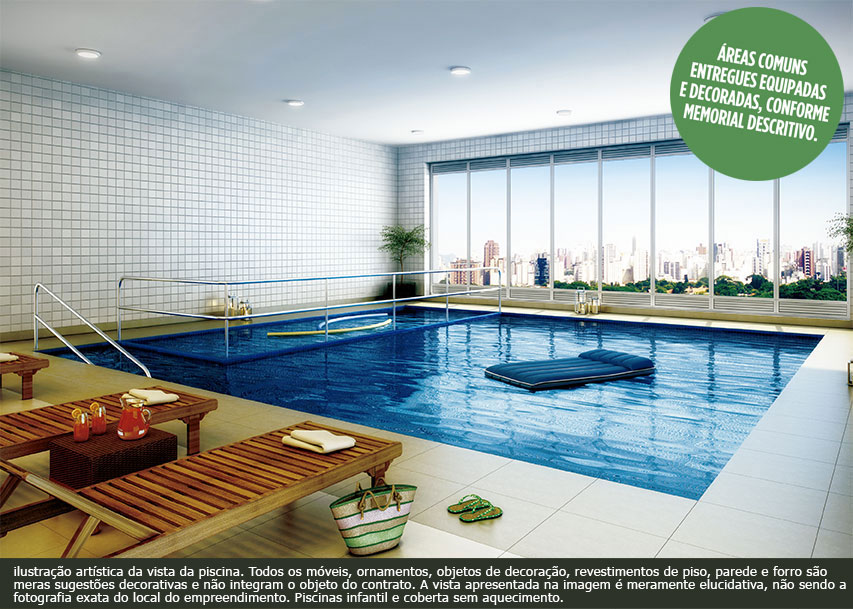 ÁREAS COMUNS
ENTREGUES EQUIPADAS
E DECORADAS, CONFORME
MEMORIAL DESCRITIVO.
ilustração artística da vista da piscina. Todos os móveis, ornamentos, objetos de decoração, revestimentos de piso, parede e forro são
meras sugestões decorativas e não integram o objeto do contrato. A vista apresentada na imagem é meramente elucidativa, não sendo a
fotografia exata do local do empreendimento. Piscinas infantil e coberta sem aquecimento.